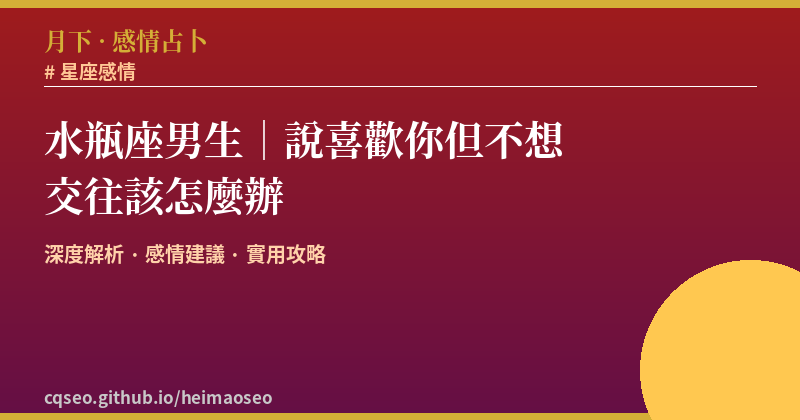 月下 · 感情占卜
# 星座感情
水瓶座男生｜說喜歡你但不想
交往該怎麼辦
深度解析 · 感情建議 · 實用攻略
cqseo.github.io/heimaoseo